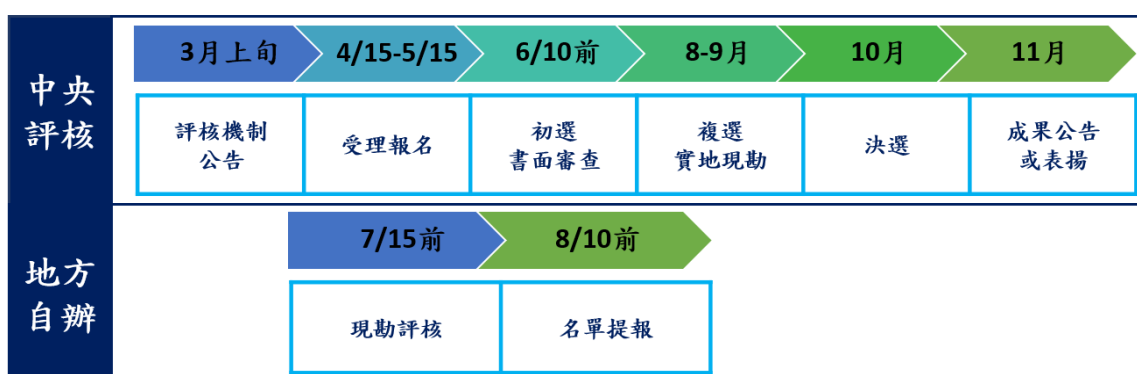 中央
評核
3月上旬
4/15-5/15
6/10前
8-9月
10月
11月
評核機制
公告
受理報名
初選
書面審查
複選
實地現勘
決選
成果公告
或表揚
地方
自辦
7/15前
8/10前
現勘評核
名單提報